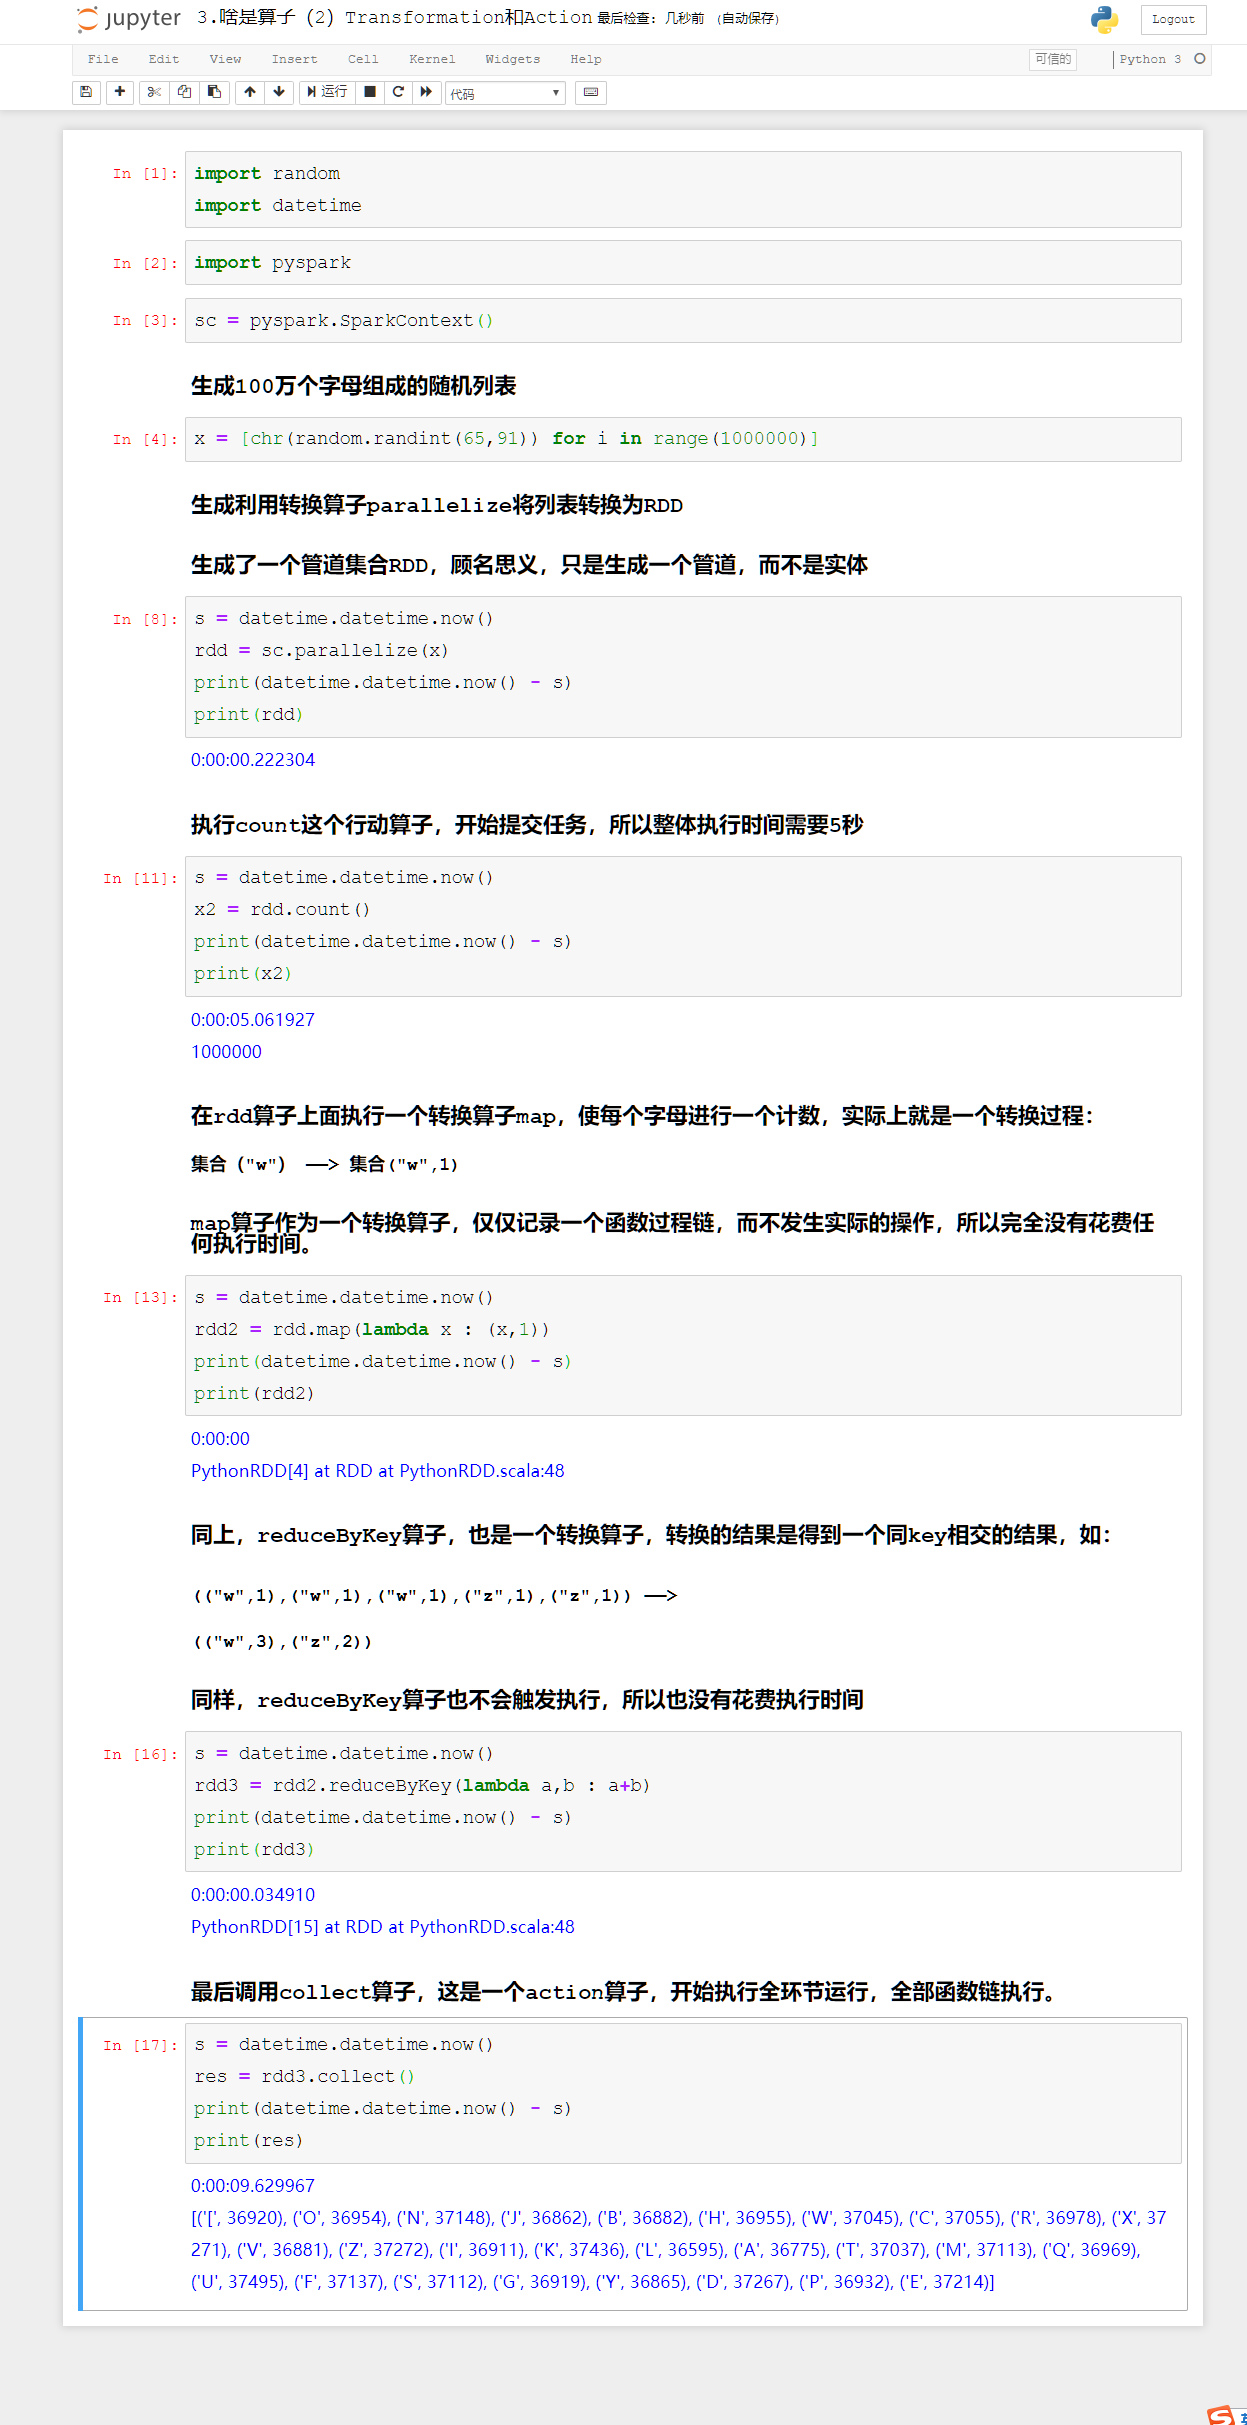 jupyter 3.啥是算子（2）Transformation和Action 最后检查: 几秒前 (自动保存) Logout
File Edit View Insert Cell Kernel Widgets Help 可信的 Python 3
运行 代码
In [1]: import random
import datetime
In [2]: import pyspark
In [3]: sc = pyspark.SparkContext()
生成100万个字母组成的随机列表
In [4]: x = [chr(random.randint(65,91)) for i in range(1000000)]
生成利用转换算子parallelize将列表转换为RDD
生成了一个管道集合RDD，顾名思义，只是生成一个管道，而不是实体
In [8]: s = datetime.datetime.now()
rdd = sc.parallelize(x)
print(datetime.datetime.now() - s)
print(rdd)
0:00:00.222304
执行count这个行动算子，开始提交任务，所以整体执行时间需要5秒
In [11]: s = datetime.datetime.now()
x2 = rdd.count()
print(datetime.datetime.now() - s)
print(x2)
0:00:05.061927
1000000
在rdd算子上面执行一个转换算子map，使每个字母进行一个计数，实际上就是一个转换过程：
集合（"w"） ——> 集合("w",1)
map算子作为一个转换算子，仅仅记录一个函数过程链，而不发生实际的操作，所以完全没有花费任
何执行时间。
In [13]: s = datetime.datetime.now()
rdd2 = rdd.map(lambda x : (x,1))
print(datetime.datetime.now() - s)
print(rdd2)
0:00:00
PythonRDD[4] at RDD at PythonRDD.scala:48
同上，reduceByKey算子，也是一个转换算子，转换的结果是得到一个同key相交的结果，如：
(("w",1),("w",1),("w",1),("z",1),("z",1)) ——>
(("w",3),("z",2))
同样，reduceByKey算子也不会触发执行，所以也没有花费执行时间
In [16]: s = datetime.datetime.now()
rdd3 = rdd2.reduceByKey(lambda a,b : a+b)
print(datetime.datetime.now() - s)
print(rdd3)
0:00:00.034910
PythonRDD[15] at RDD at PythonRDD.scala:48
最后调用collect算子，这是一个action算子，开始执行全环节运行，全部函数链执行。
In [17]: s = datetime.datetime.now()
res = rdd3.collect()
print(datetime.datetime.now() - s)
print(res)
0:00:09.629967
[('[', 36920), ('O', 36954), ('N', 37148), ('J', 36862), ('B', 36882), ('H', 36955), ('W', 37045), ('C', 37055), ('R', 36978), ('X', 37
271), ('V', 36881), ('Z', 37272), ('I', 36911), ('K', 37436), ('L', 36595), ('A', 36775), ('T', 37037), ('M', 37113), ('Q', 36969),
('U', 37495), ('F', 37137), ('S', 37112), ('G', 36919), ('Y', 36865), ('D', 37267), ('P', 36932), ('E', 37214)]